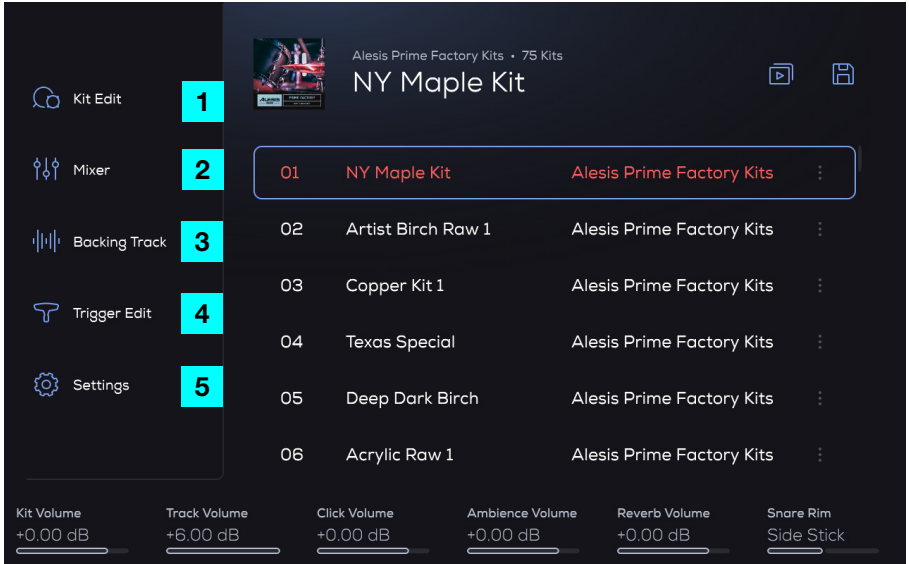 Alesis Prime Factory Kits • 75 Kits
NY Maple Kit
Kit Edit 1
Mixer 2
Backing Track 3
Trigger Edit 4
Settings 5
01 NY Maple Kit Alesis Prime Factory Kits
02 Artist Birch Raw 1 Alesis Prime Factory Kits
03 Copper Kit 1 Alesis Prime Factory Kits
04 Texas Special Alesis Prime Factory Kits
05 Deep Dark Birch Alesis Prime Factory Kits
06 Acrylic Raw 1 Alesis Prime Factory Kits
Kit Volume Track Volume Click Volume Ambience Volume Reverb Volume Snare Rim
+0.00 dB +6.00 dB +0.00 dB +0.00 dB +0.00 dB Side Stick